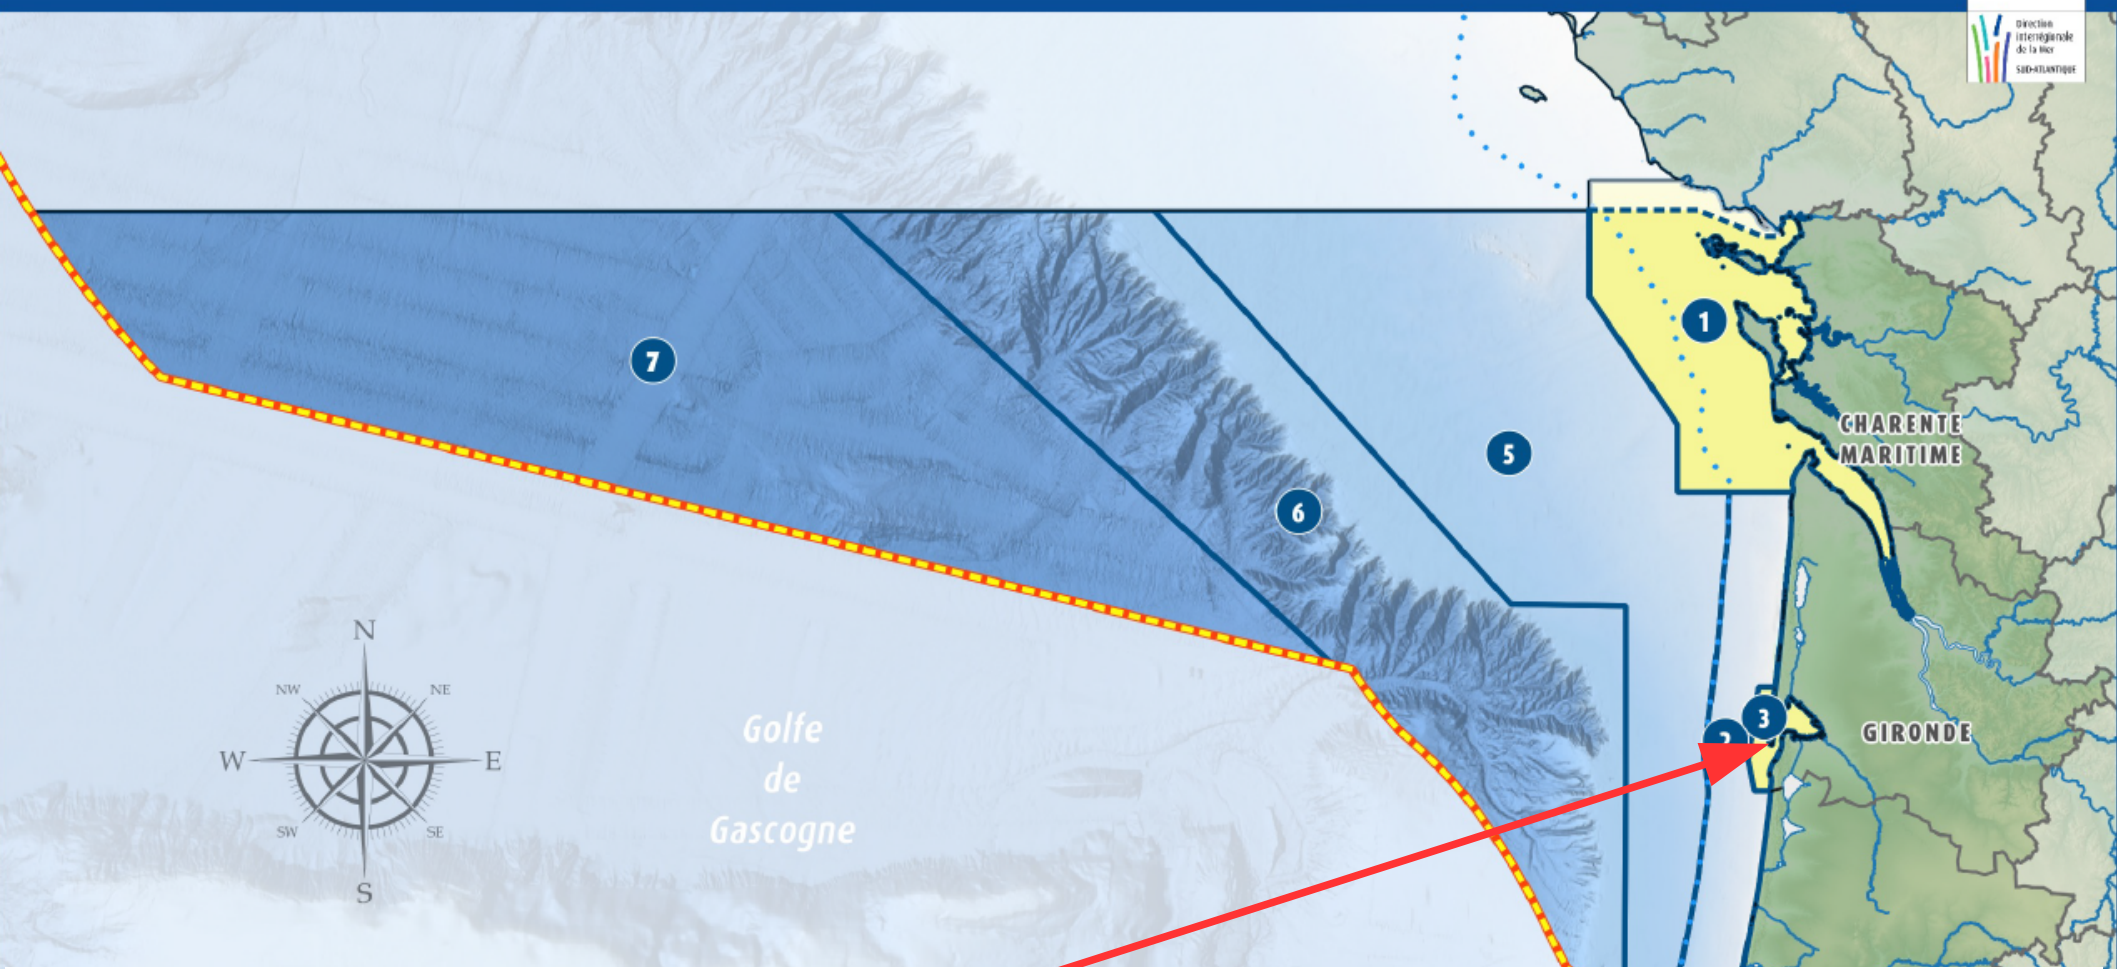 Direction
interrégionale
de la Mer
SUD-ATLANTIQUE
1
7
CHARENTE
MARITIME
5
6
N
NW
NE
3
2
GIRONDE
Golfe
de
Gascogne
W
E
SW
SE
S